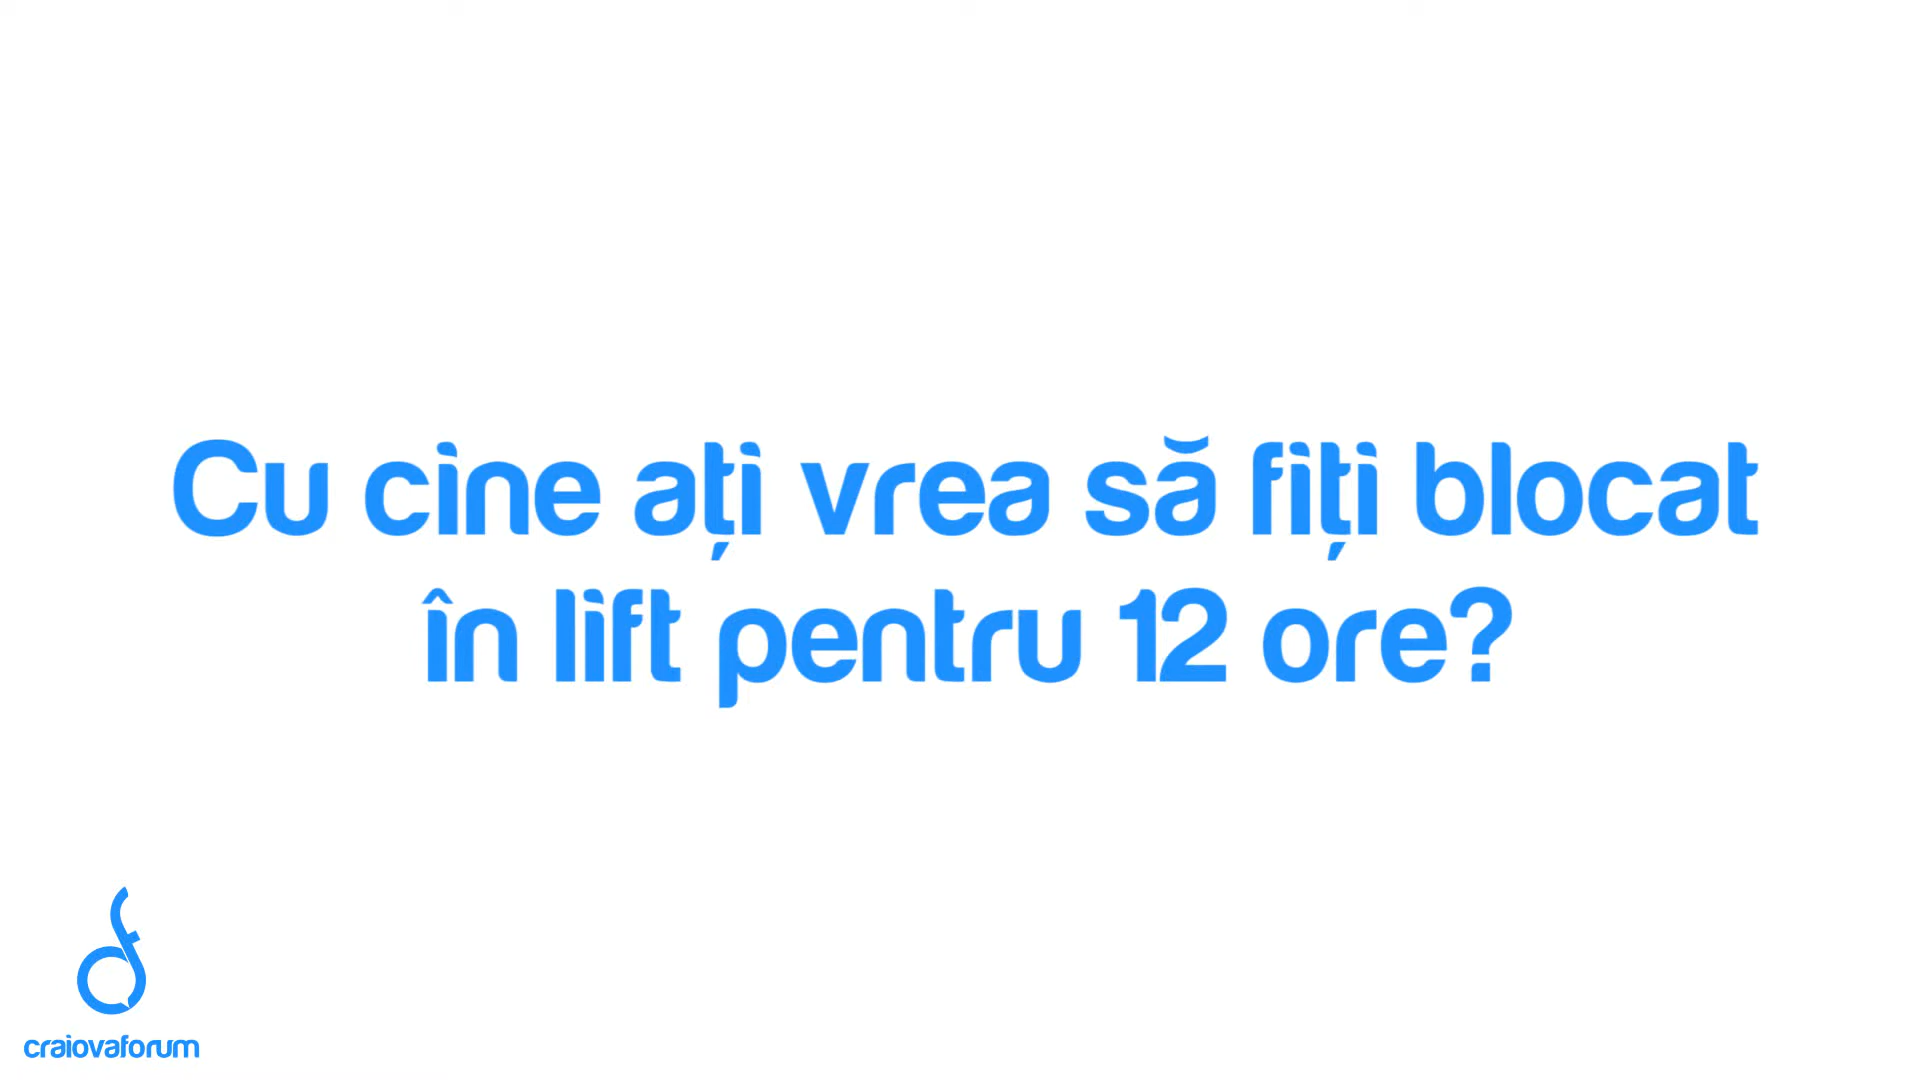 Cu cine ați vrea să fiți blocat
în lift pentru 12 ore?
craiovaforum